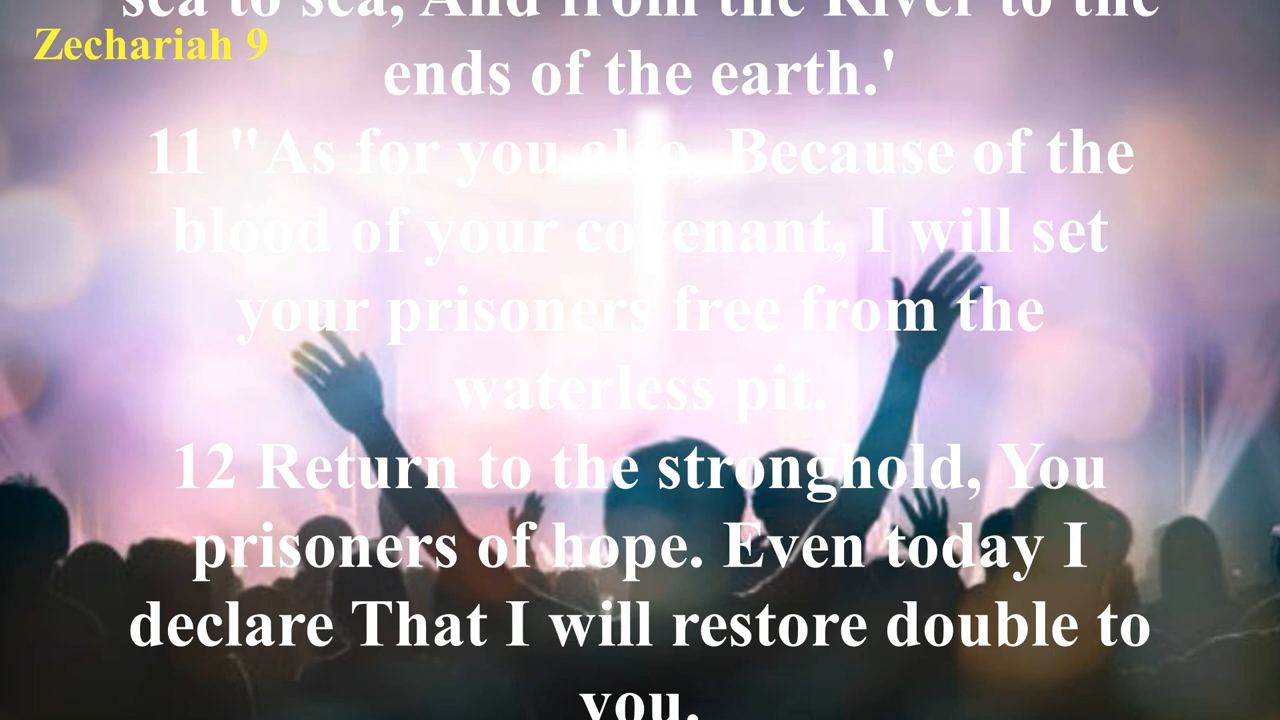 sea to sea, And from the River to the
Zechariah 9
ends of the earth.'
11 "As for you also, Because of the
blood of your covenant, I will set
your prisoners free from the
waterless pit.
12 Return to the stronghold, You
prisoners of hope. Even today I
declare That I will restore double to
you.